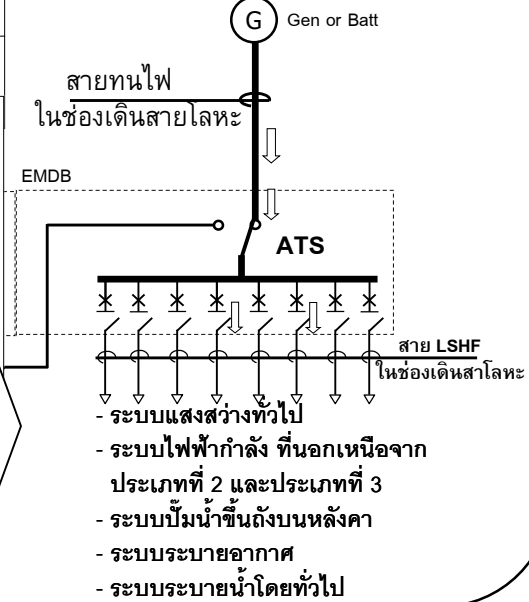 G Gen or Batt
สายทนไฟ
ในช่องเดินสายโลหะ
EMDB
ATS
สาย LSHF
ในช่องเดินสาโลหะ
- ระบบแสงสว่างทั่วไป
- ระบบไฟฟ้ากำลัง ที่นอกเหนือจาก
ประเภทที่ 2 และประเภทที่ 3
- ระบบปั๊มน้ำขึ้นถังบนหลังคา
- ระบบระบายอากาศ
- ระบบระบายน้ำโดยทั่วไป